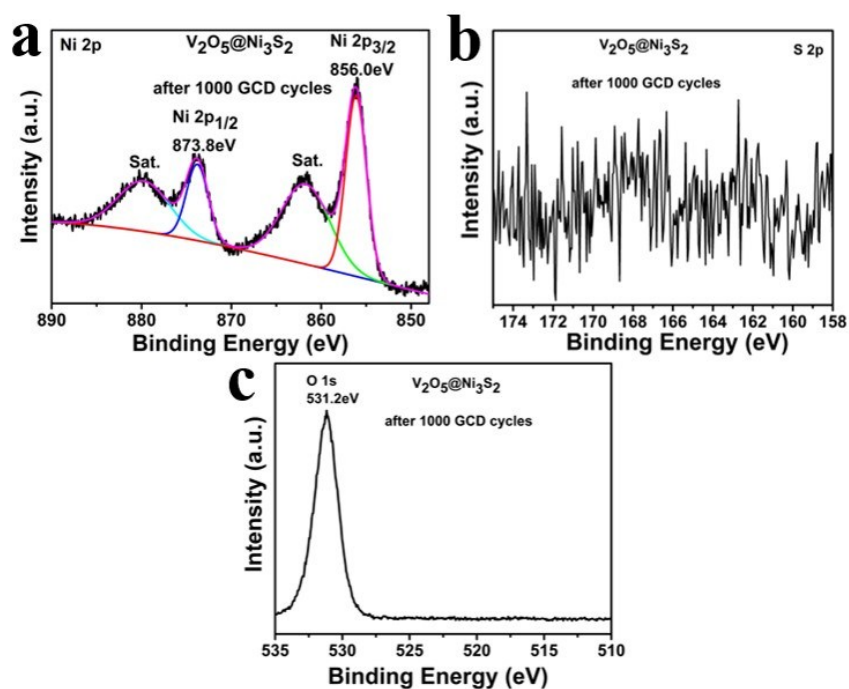 a
Ni 2p
V₂O₅@Ni₃S₂
Ni 2p₃/₂
856.0eV
after 1000 GCD cycles
Ni 2p₁/₂
873.8eV
Sat.
Sat.
Intensity (a.u.)
890 880 870 860 850
Binding Energy (eV)
b
V₂O₅@Ni₃S₂
S 2p
after 1000 GCD cycles
Intensity (a.u.)
174 172 170 168 166 164 162 160 158
Binding Energy (eV)
c
O 1s
531.2eV
V₂O₅@Ni₃S₂
after 1000 GCD cycles
Intensity (a.u.)
535 530 525 520 515 510
Binding Energy (eV)